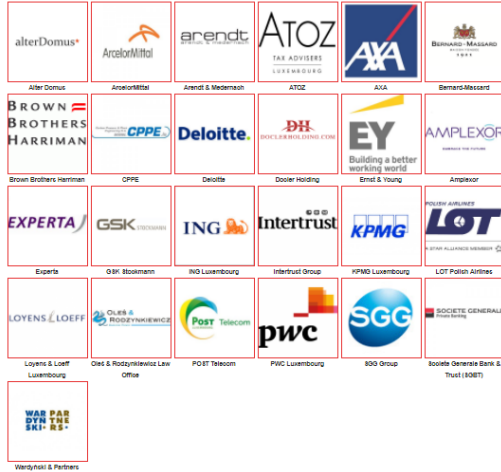 alterDomus*
ArcelorMittal
arendt
ATOZ
TAX ADVISERS
LUXEMBOURG
AXA
BERNARD-MASSARD
Alter Domus
ArcelorMittal
Arendt & Medernach
ATOZ
AXA
Bernard-Massard
BROWN
BROTHERS
HARRIMAN
CPPE
Deloitte.
DH
DOCLERHOLDING.COM
EY
Building a better
working world
AMPLEXOR
Brown Brothers Harriman
CPPE
Deloitte
Docler Holding
Ernst & Young
Amplexor
EXPERTA
GSK STOCKMANN
ING
Intertrust
KPMG
POLISH AIRLINES
LOT
A STAR ALLIANCE MEMBER
Experta
GSK Stockmann
ING Luxembourg
Intertrust Group
KPMG Luxembourg
LOT Polish Airlines
LOYENS & LOEFF
OLEŚ &
RODZYNKIEWICZ
POST Telecom
pwc
SGG
SOCIETE GENERALE
Private Banking
Loyens & Loeff
Luxembourg
Oleś & Rodzynkiewicz Law
Office
POST Telecom
PWC Luxembourg
SGG Group
Societe Generale Bank &
Trust (SGBT)
WAR PAR
DYŃ TNE
SKI+ RS+
Wardyński & Partners